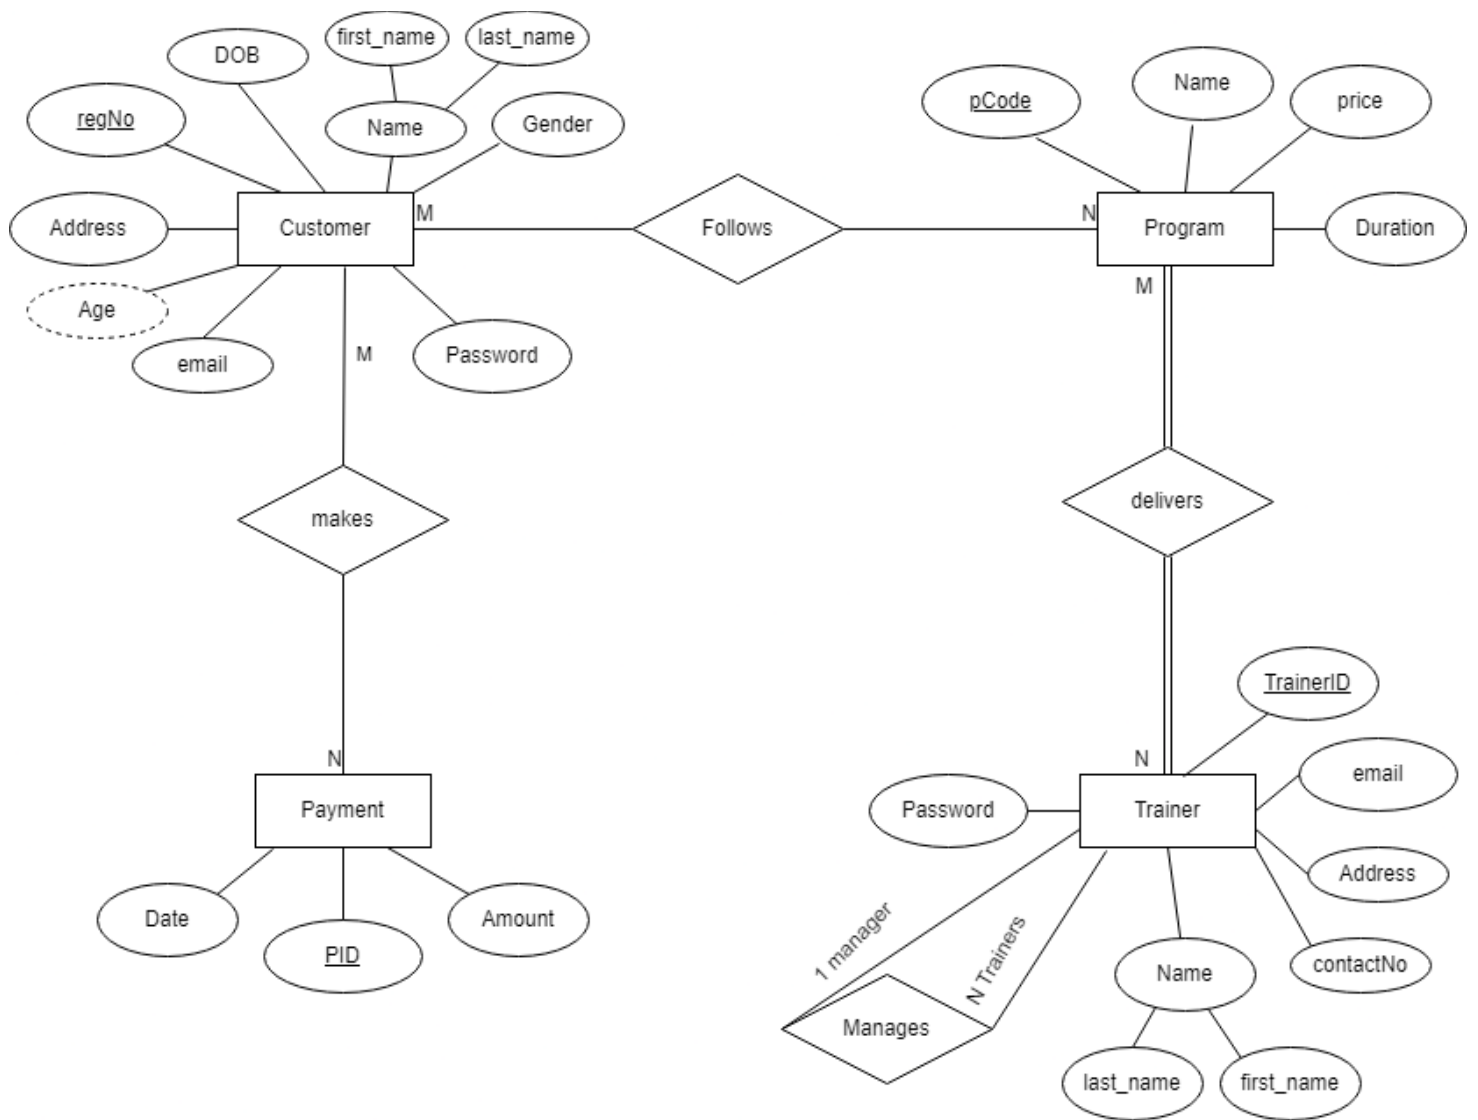 first_name
last_name
DOB
Name
pCode
price
regNo
Name
Gender
Address
Customer
M
Follows
N
Program
Duration
Age
M
email
M
Password
makes
delivers
TrainerID
N
N
Payment
Password
Trainer
email
Address
Date
PID
Amount
1 manager
N Trainers
Name
contactNo
Manages
last_name
first_name